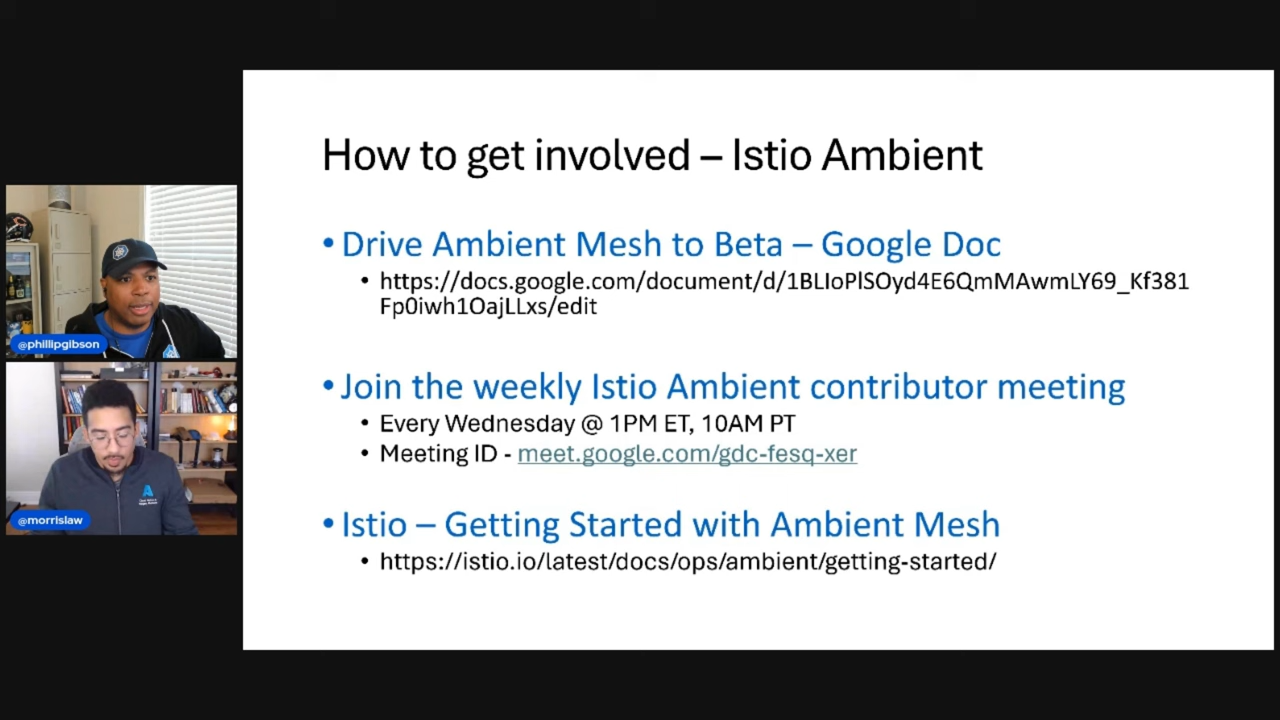 How to get involved – Istio Ambient
• Drive Ambient Mesh to Beta – Google Doc
• https://docs.google.com/document/d/1BLIoPlSOyd4E6QmMAwmLY69_Kf381
Fp0iwh1OajLLxs/edit
• Join the weekly Istio Ambient contributor meeting
• Every Wednesday @ 1PM ET, 10AM PT
• Meeting ID - meet.google.com/gdc-fesq-xer
• Istio – Getting Started with Ambient Mesh
• https://istio.io/latest/docs/ops/ambient/getting-started/
@phillipgibson
@morrislaw